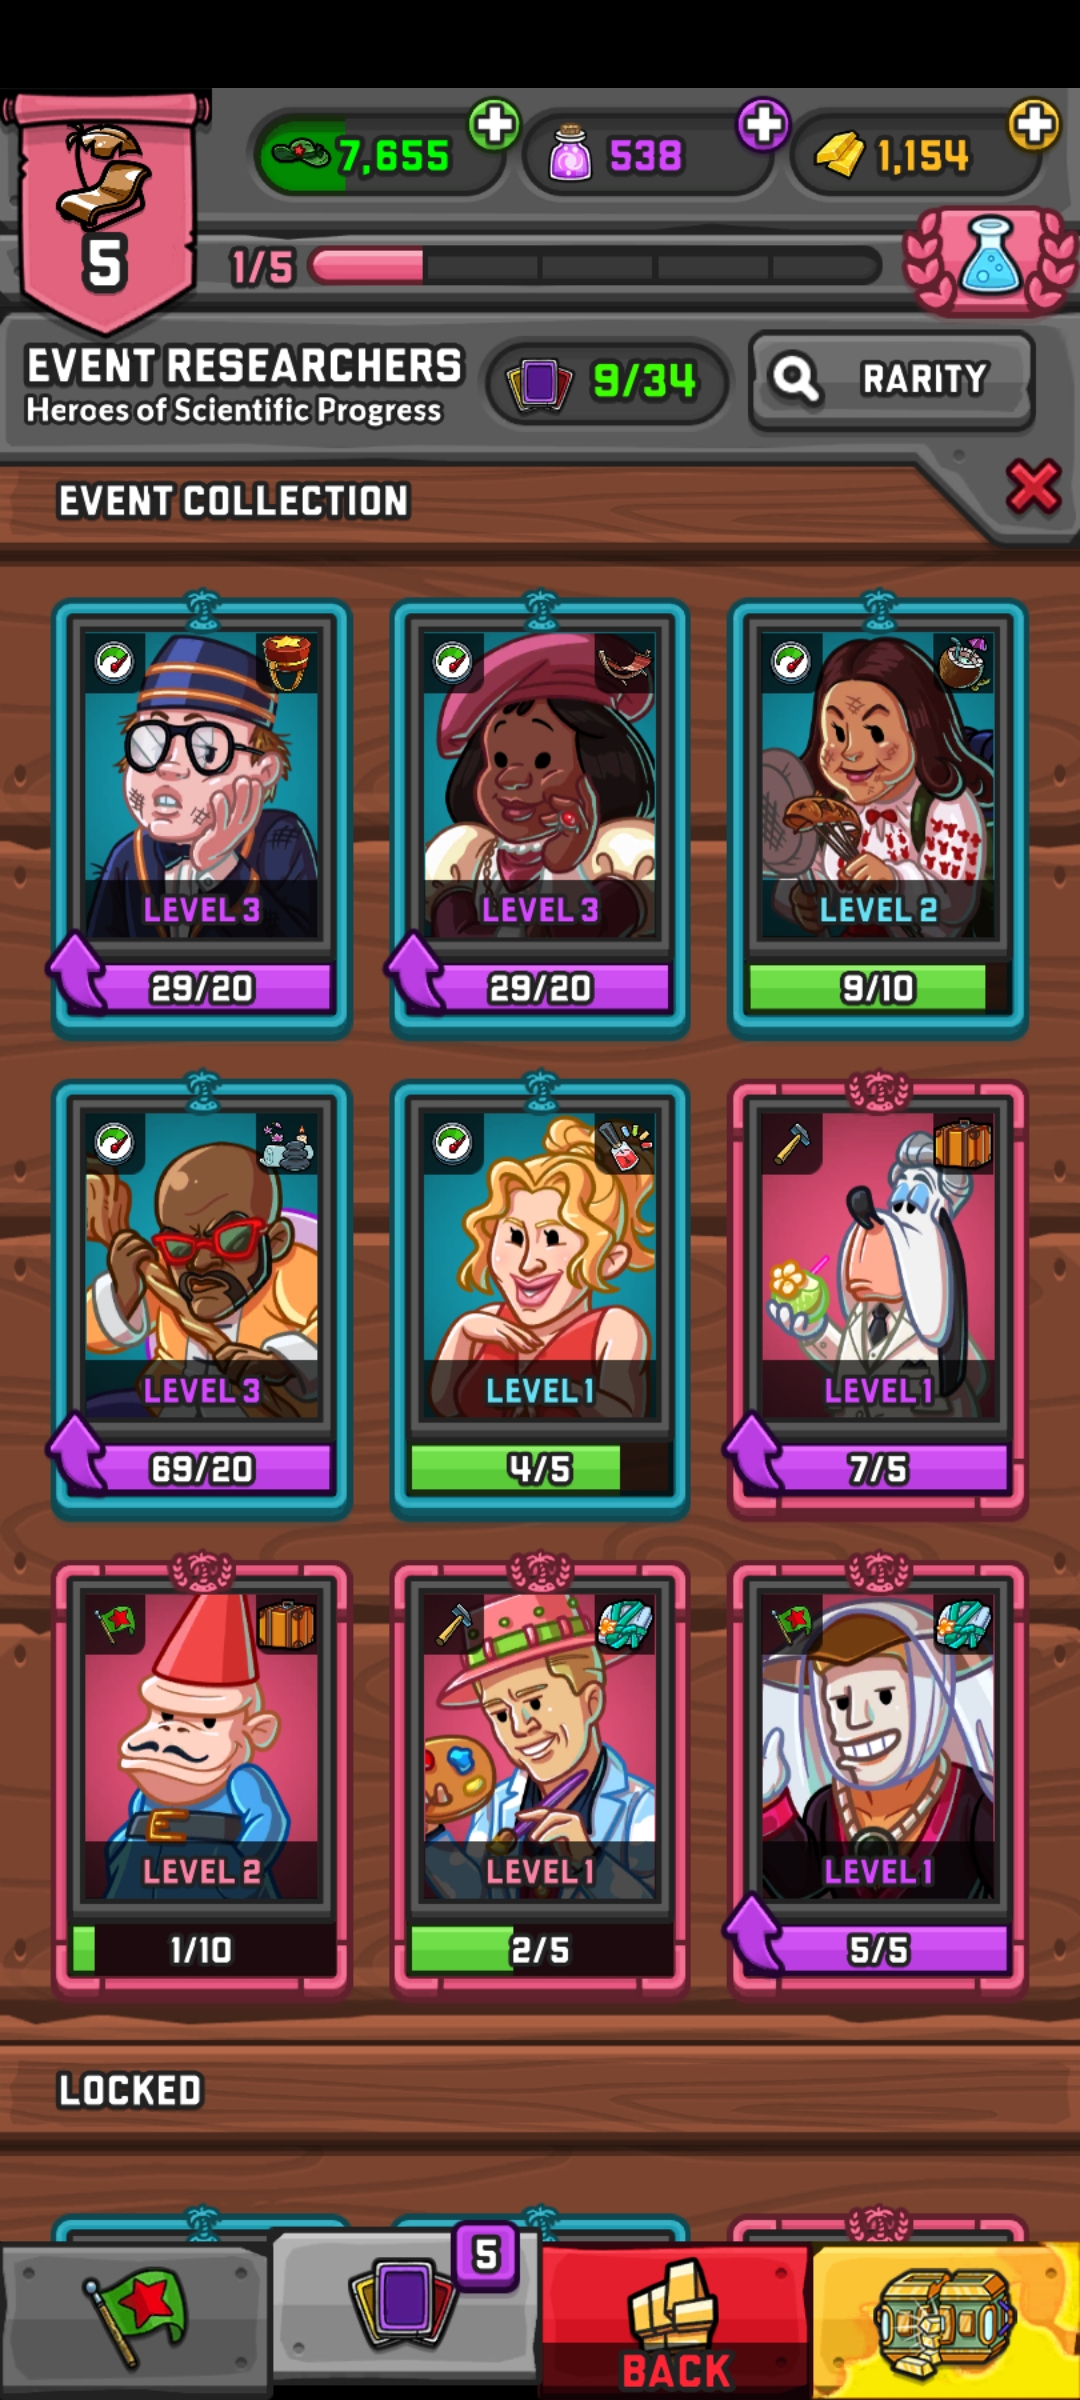 7,655
538
1,154
5
1/5
EVENT RESEARCHERS
Heroes of Scientific Progress
9/34
RARITY
EVENT COLLECTION
LEVEL 3
LEVEL 3
LEVEL 2
29/20
29/20
9/10
LEVEL 3
LEVEL 1
LEVEL 1
69/20
4/5
7/5
LEVEL 2
LEVEL 1
LEVEL 1
1/10
2/5
5/5
LOCKED
5
BACK